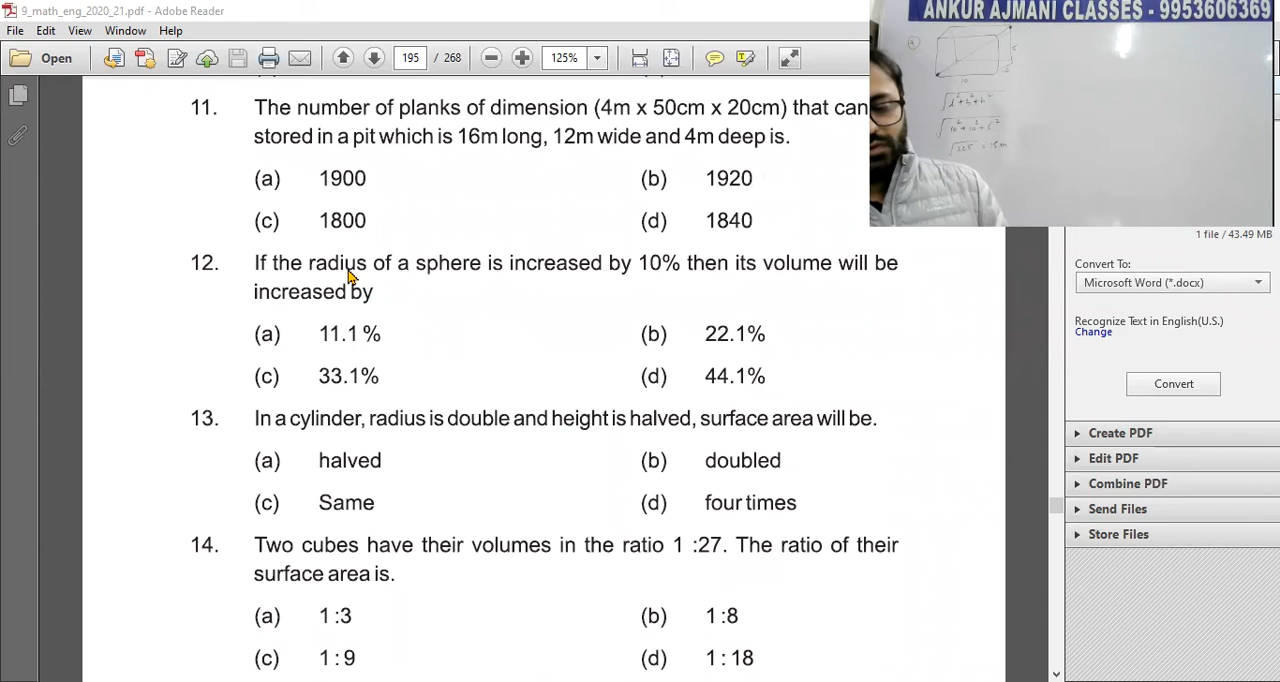 9_math_eng_2020_21.pdf - Adobe Reader
File Edit View Window Help
Open 195 / 268 125%
ANKUR AJMANI CLASSES - 9953606369
10
11. The number of planks of dimension (4m x 50cm x 20cm) that can
stored in a pit which is 16m long, 12m wide and 4m deep is.
(a) 1900 (b) 1920
(c) 1800 (d) 1840
12. If the radius of a sphere is increased by 10% then its volume will be
increased by
(a) 11.1 % (b) 22.1%
(c) 33.1% (d) 44.1%
13. In a cylinder, radius is double and height is halved, surface area will be.
(a) halved (b) doubled
(c) Same (d) four times
14. Two cubes have their volumes in the ratio 1 :27. The ratio of their
surface area is.
(a) 1 :3 (b) 1 :8
(c) 1 : 9 (d) 1 : 18
1 file / 43.49 MB
Convert To:
Microsoft Word (*.docx)
Recognize Text in English(U.S.)
Change
Convert
Create PDF
Edit PDF
Combine PDF
Send Files
Store Files